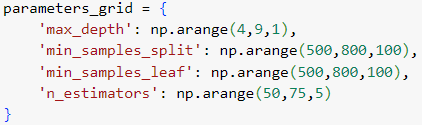 parameters_grid = {
    'max_depth': np.arange(4,9,1),
    'min_samples_split': np.arange(500,800,100),
    'min_samples_leaf': np.arange(500,800,100),
    'n_estimators': np.arange(50,75,5)
}